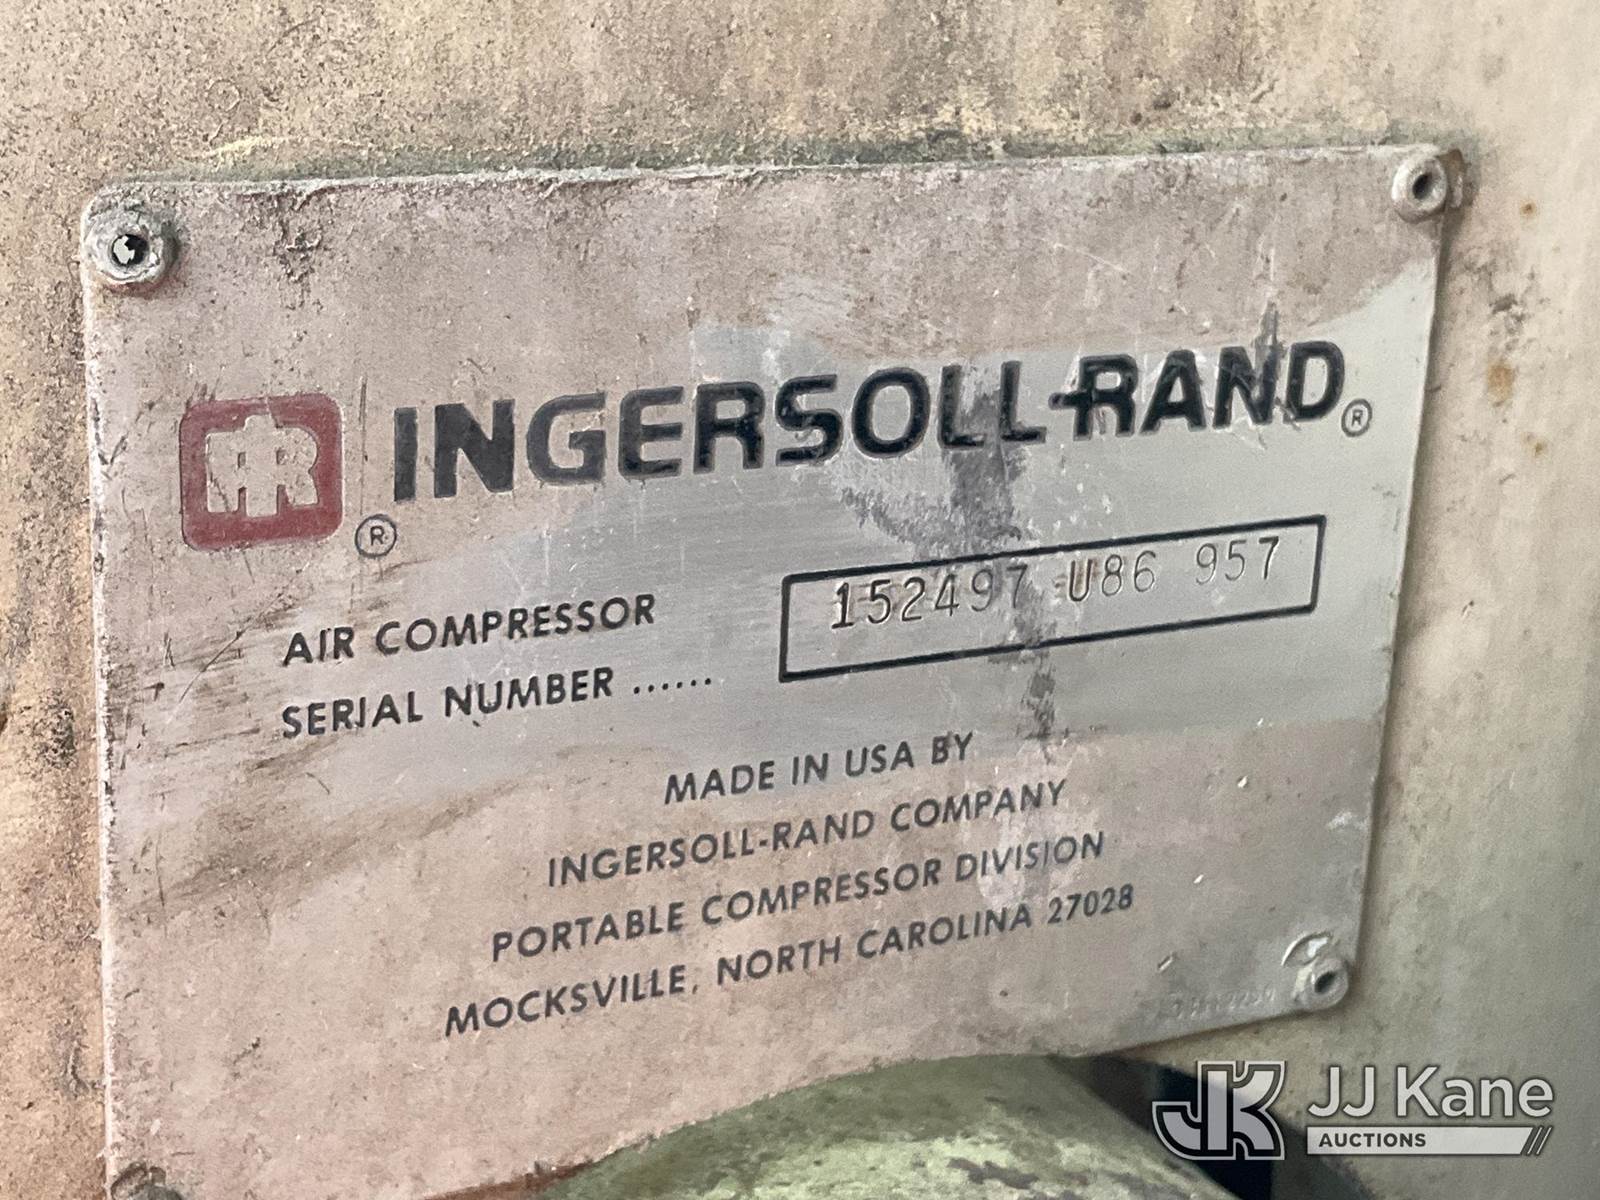 IR INGERSOLL-RAND®
®
AIR COMPRESSOR
SERIAL NUMBER ...... 152497 U86 957
MADE IN USA BY
INGERSOLL-RAND COMPANY
PORTABLE COMPRESSOR DIVISION
MOCKSVILLE, NORTH CAROLINA 27028
JK JJ Kane
AUCTIONS